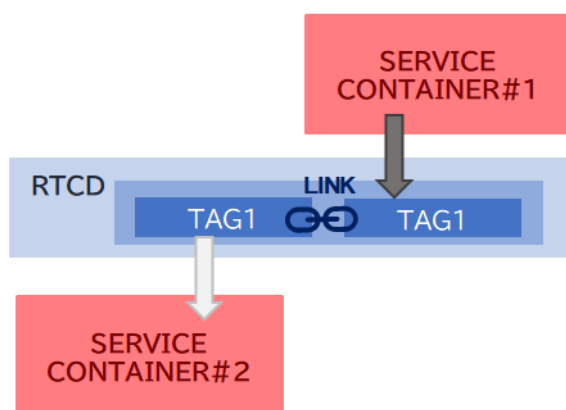 SERVICE
CONTAINER#1
RTCD
LINK
TAG1
TAG1
SERVICE
CONTAINER#2